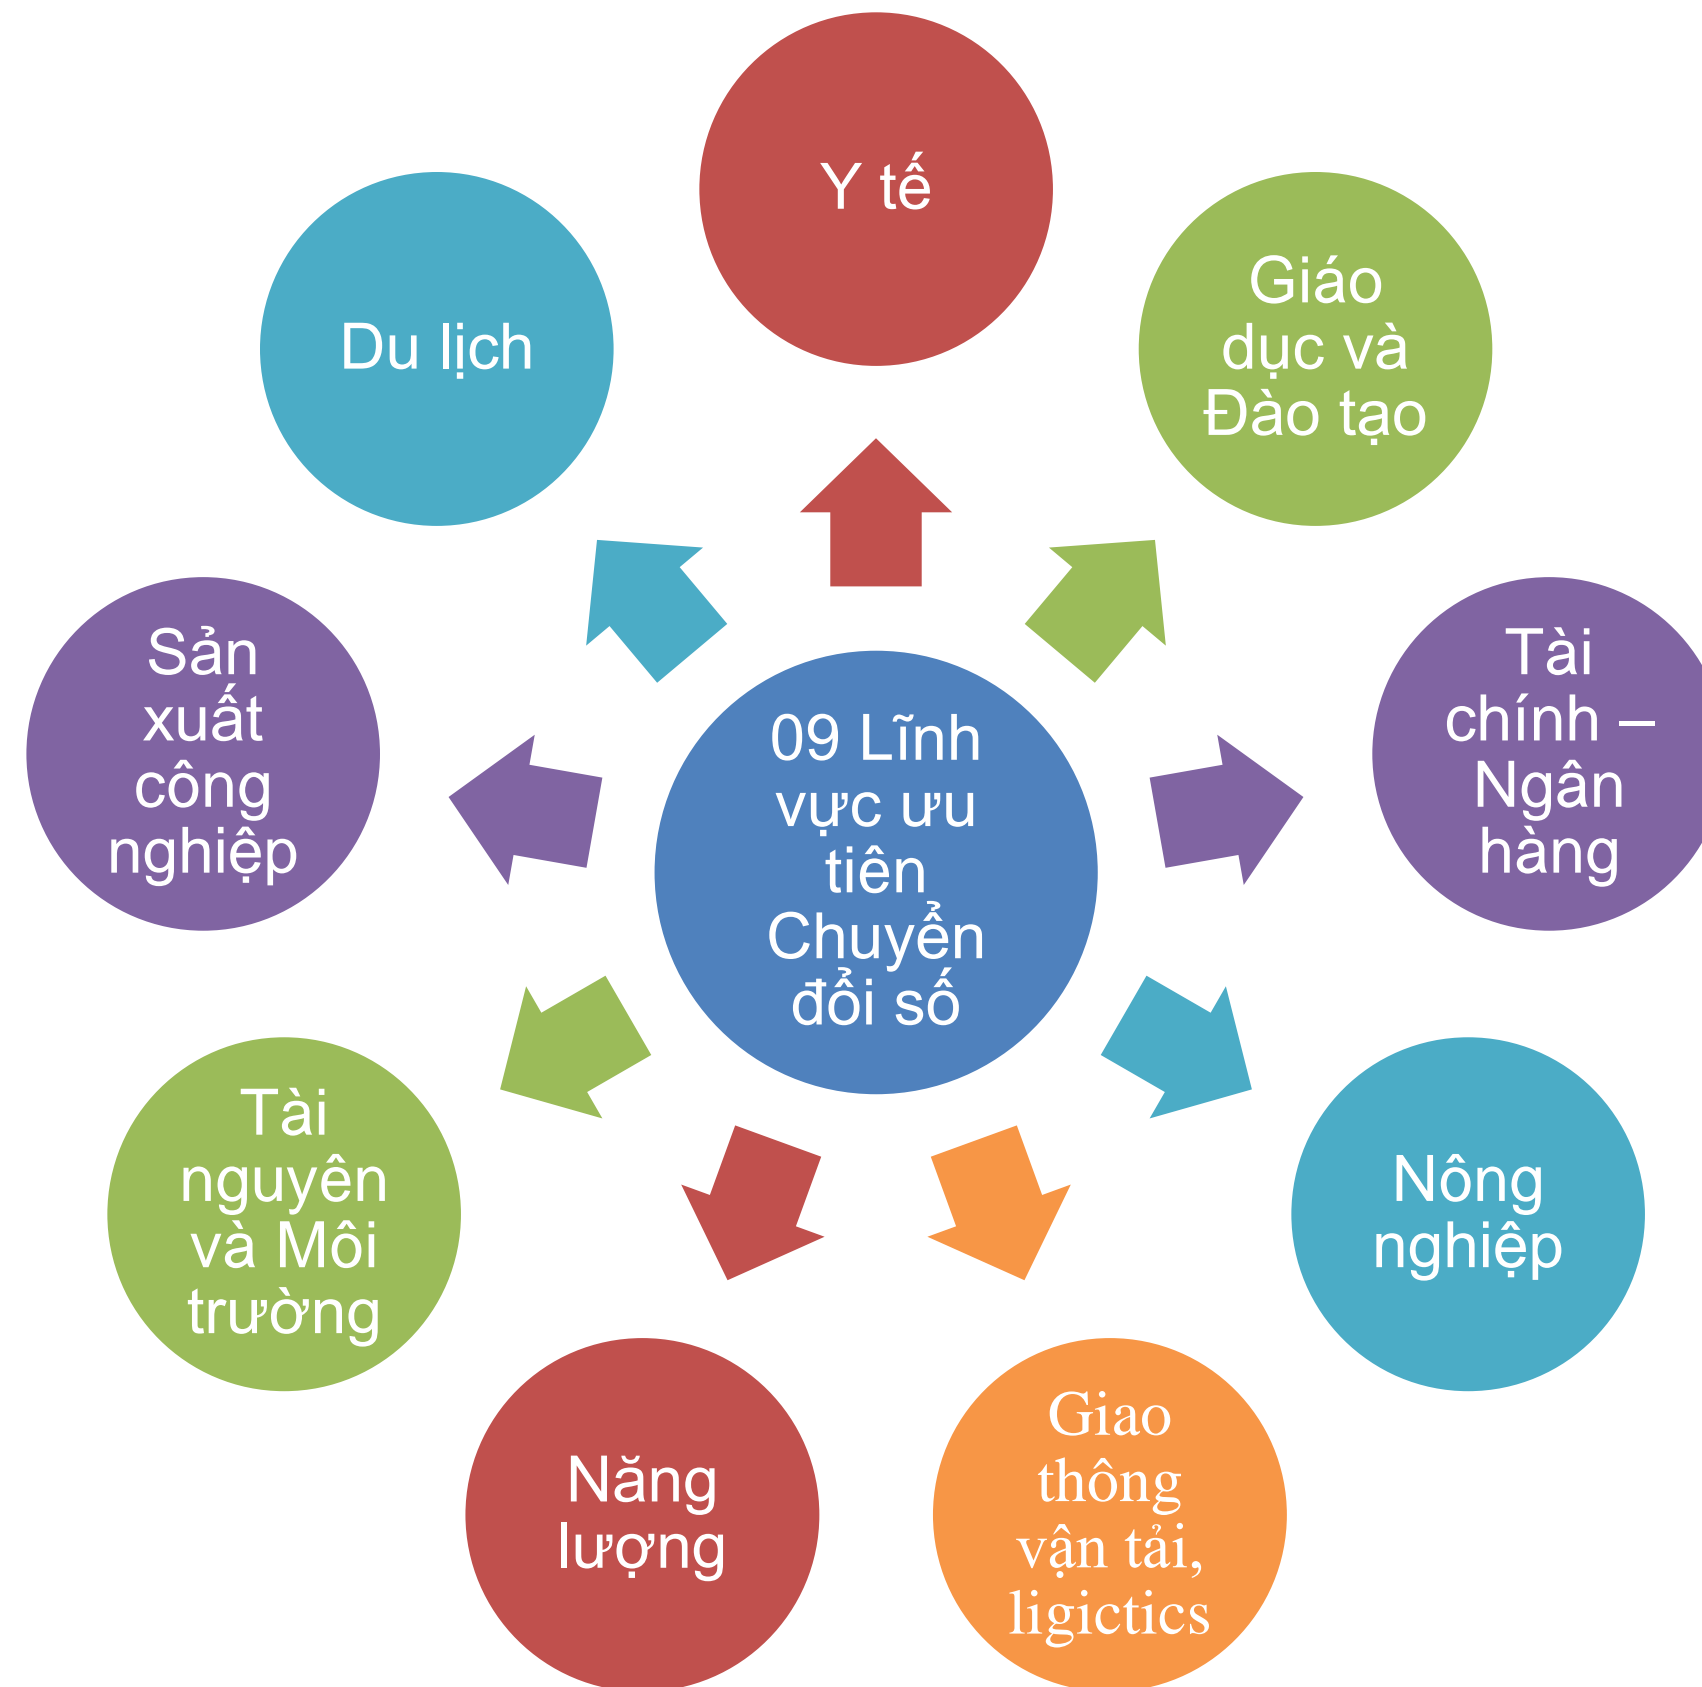 Y tế
Giáo
dục và
Đào tạo
Tài
chính –
Ngân
hàng
Nông
nghiệp
Giao
thông
vận tải,
ligictics
Năng
lượng
Tài
nguyên
và Môi
trường
Sản
xuất
công
nghiệp
Du lịch
09 Lĩnh
vực ưu
tiên
Chuyển
đổi số